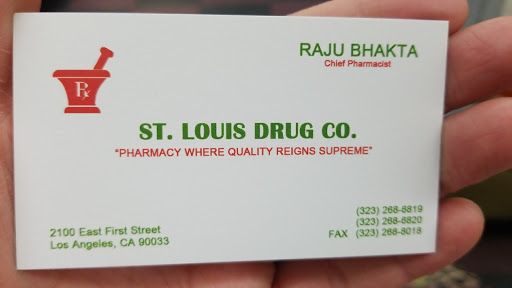 Rx
RAJU BHAKTA
Chief Pharmacist
ST. LOUIS DRUG CO.
"PHARMACY WHERE QUALITY REIGNS SUPREME"
2100 East First Street
Los Angeles, CA 90033
(323) 268-8819
(323) 268-8820
FAX (323) 268-8018